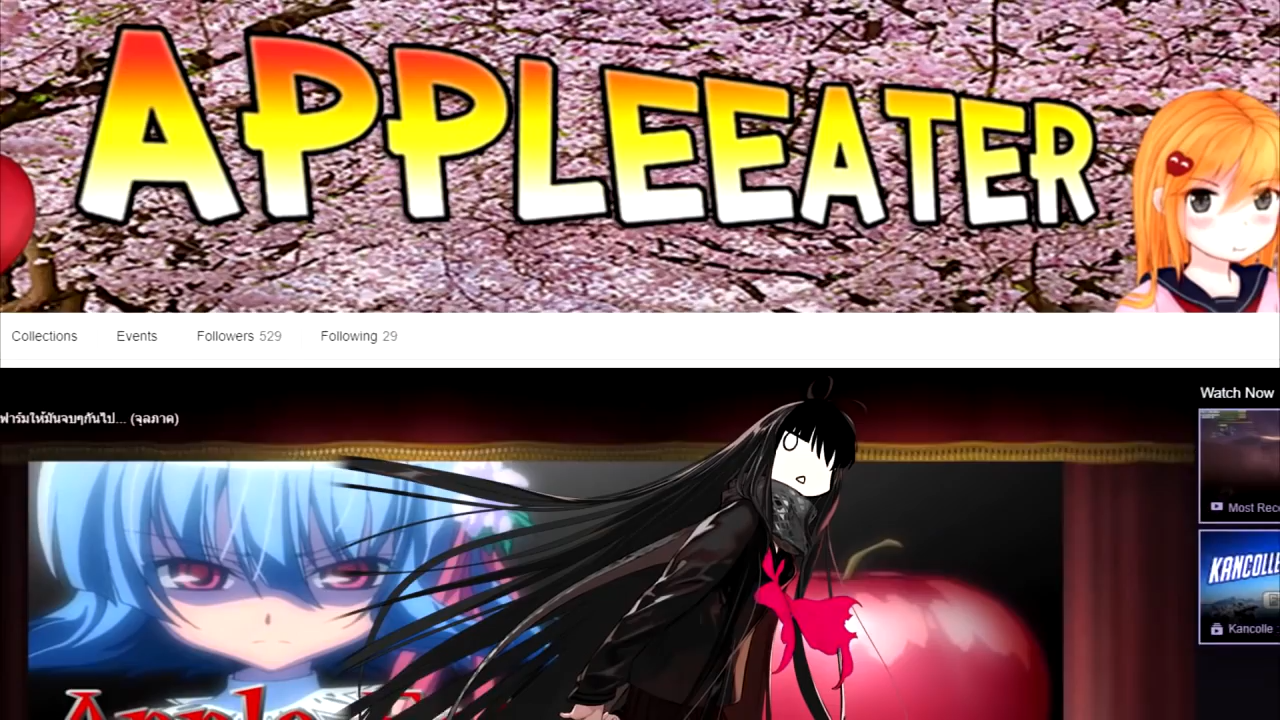 APPLEEATER
Collections Events Followers 529 Following 29
Watch Now
ฟาร์มให้มันจบๆกันไป... (จุลภาค)
Most Rec
KANCOLLE
Kancolle
Apple